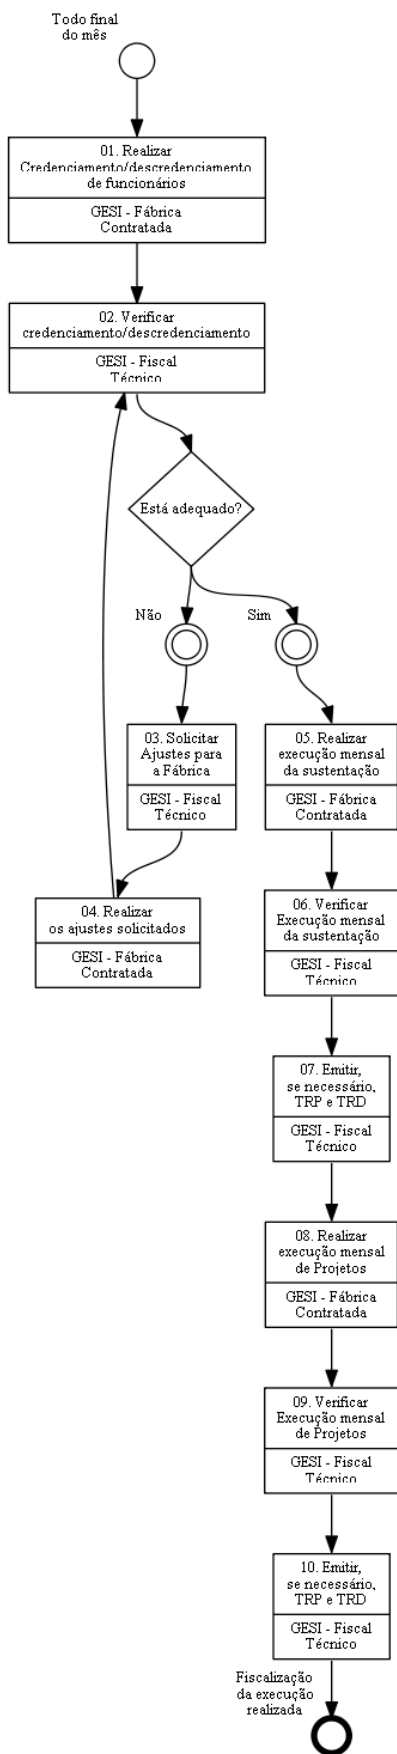 Todo final
do mês
01. Realizar
Credenciamento/descredenciamento
de funcionários
GESI - Fábrica
Contratada
02. Verificar
credenciamento/descredenciamento
GESI - Fiscal
Técnico
Está adequado?
Não
Sim
03. Solicitar
Ajustes para
a Fábrica
GESI - Fiscal
Técnico
05. Realizar
execução mensal
da sustentação
GESI - Fábrica
Contratada
04. Realizar
os ajustes solicitados
GESI - Fábrica
Contratada
06. Verificar
Execução mensal
da sustentação
GESI - Fiscal
Técnico
07. Emitir,
se necessário,
TRP e TRD
GESI - Fiscal
Técnico
08. Realizar
execução mensal
de Projetos
GESI - Fábrica
Contratada
09. Verificar
Execução mensal
de Projetos
GESI - Fiscal
Técnico
10. Emitir,
se necessário,
TRP e TRD
GESI - Fiscal
Técnico
Fiscalização
da execução
realizada